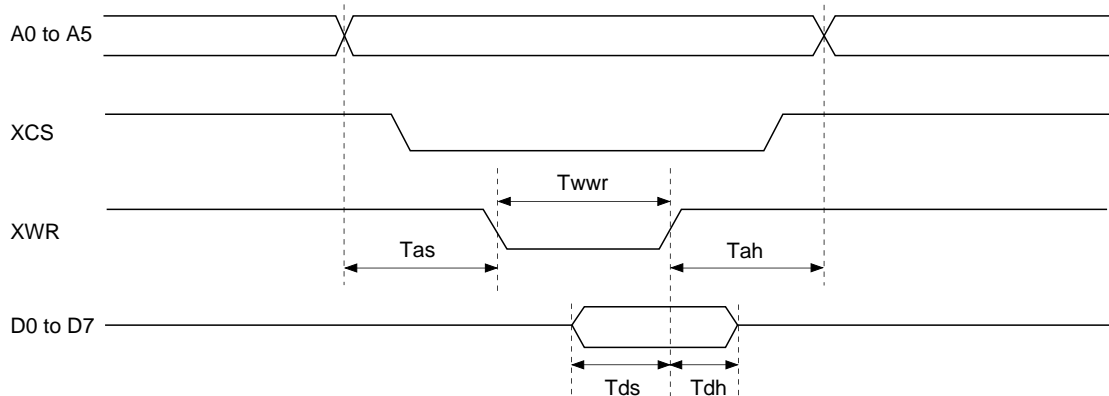 A0 to A5
XCS
Twwr
XWR
Tas
Tah
D0 to D7
Tds
Tdh